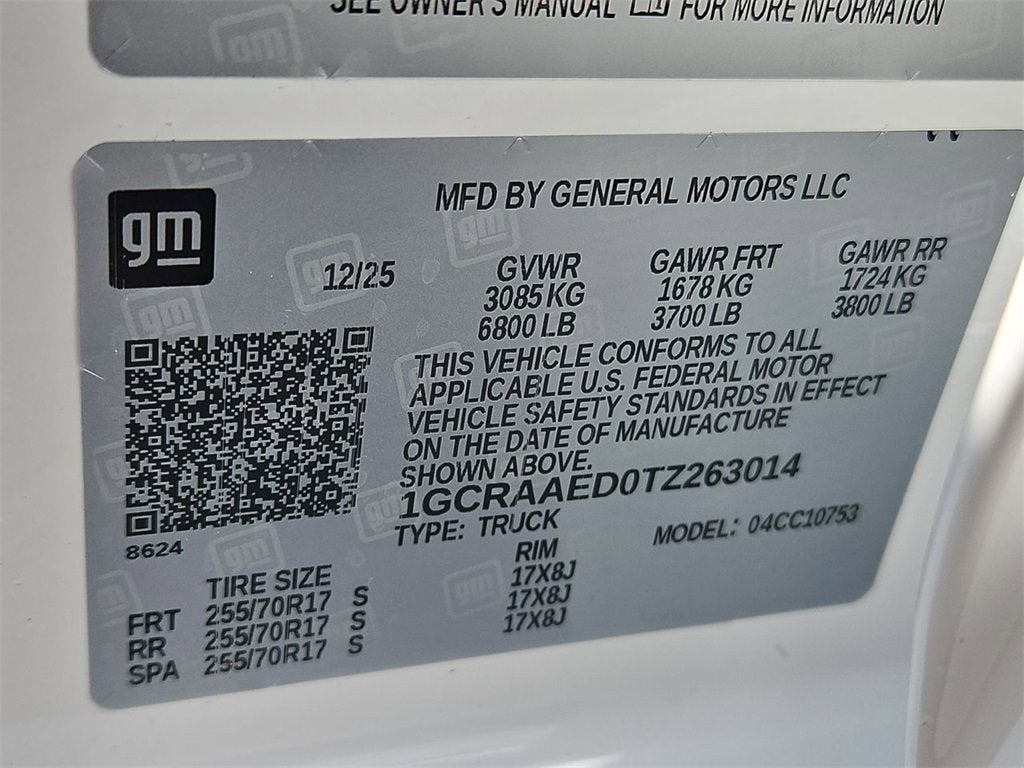 SEE OWNER'S MANUAL FOR MORE INFORMATION
gm
MFD BY GENERAL MOTORS LLC
12/25
GVWR GAWR FRT GAWR RR
3085 KG 1678 KG 1724 KG
6800 LB 3700 LB 3800 LB
THIS VEHICLE CONFORMS TO ALL
APPLICABLE U.S. FEDERAL MOTOR
VEHICLE SAFETY STANDARDS IN EFFECT
ON THE DATE OF MANUFACTURE
SHOWN ABOVE.
1GCRAAED0TZ263014
TYPE: TRUCK MODEL: 04CC10753
8624
TIRE SIZE RIM
FRT 255/70R17 S 17X8J
RR 255/70R17 S 17X8J
SPA 255/70R17 S 17X8J